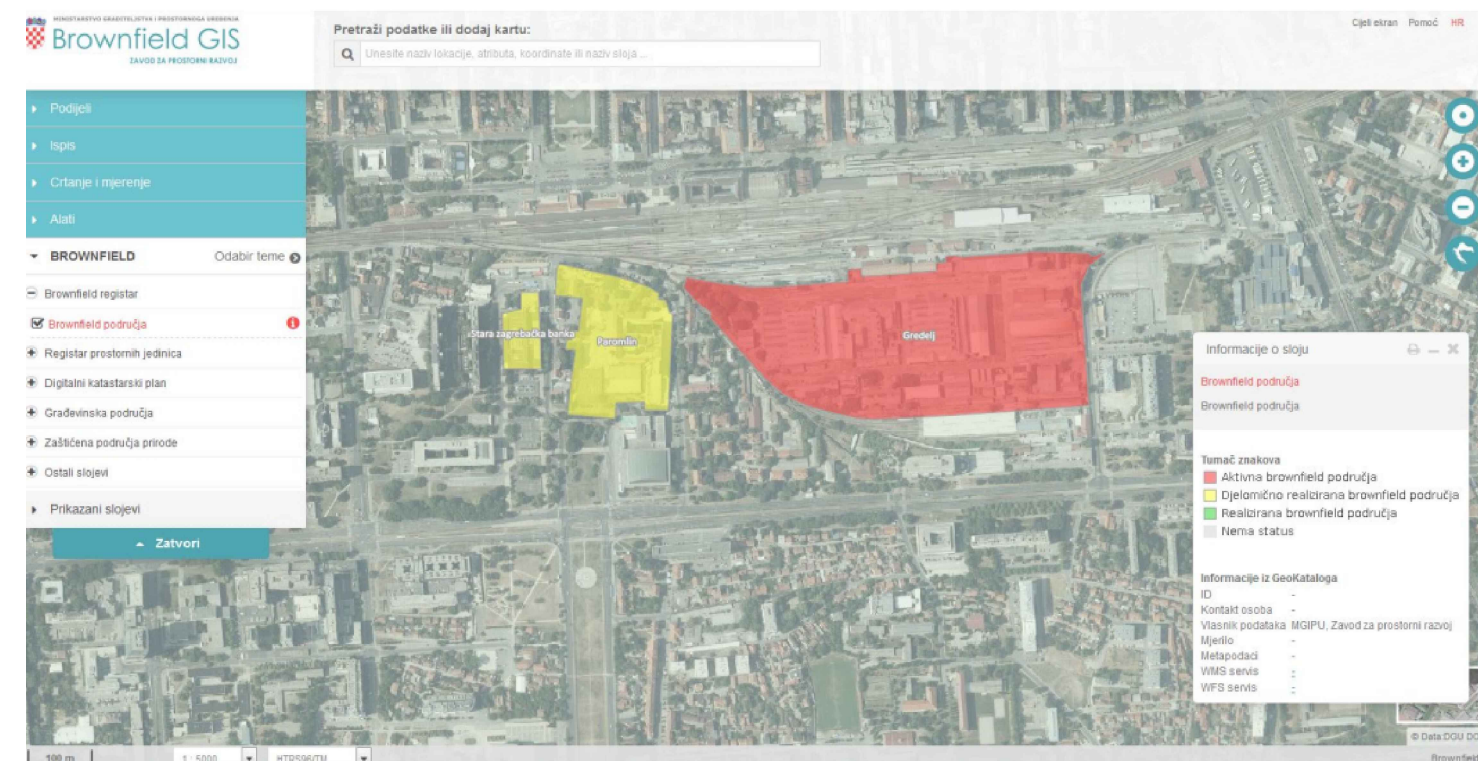 MINISTARSTVO GRADITELJSTVA I PROSTORNOGA UREĐENJA
Brownfield GIS
ZAVOD ZA PROSTORNI RAZVOJ
Pretraži podatke ili dodaj kartu:
Unesite naziv lokacije, atributa, koordinate ili naziv sloja ...
Cijeli ekran Pomoć HR
Podijeli
Ispis
Crtanje i mjerenje
Alati
BROWNFIELD Odabir teme
Brownfield registar
Brownfield područja
Registar prostornih jedinica
Digitalni katastarski plan
Građevinska područja
Zaštićena područja prirode
Ostali slojevi
Prikazani slojevi
Zatvori
Stara zagrebačka banka
Paromlin
Gredelj
Informacije o sloju
Brownfield područja
Brownfield područja
Tumač znakova
Aktivna brownfield područja
Djelomično realizirana brownfield područja
Realizirana brownfield područja
Nema status
Informacije iz GeoKataloga
ID -
Kontakt osoba -
Vlasnik podataka MGIPU, Zavod za prostorni razvoj
Mjerilo -
Metapodaci -
WMS servis -
WFS servis -
© Data:DGU DO
100 m 1 : 5000 HTRS96/TM Brownfield